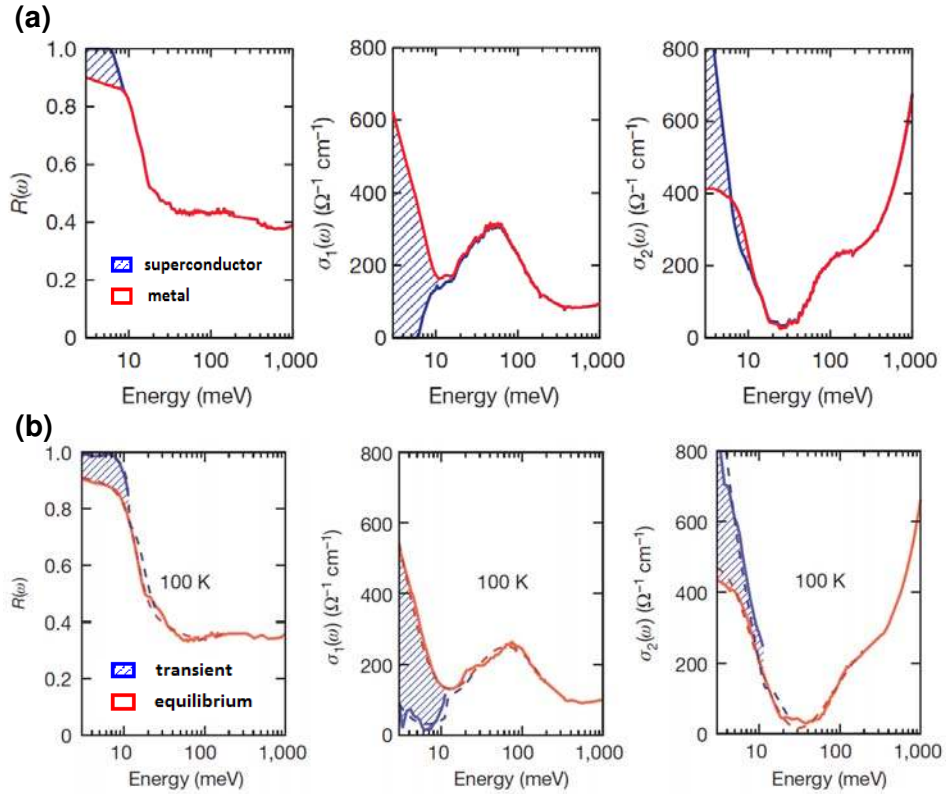 (a)
R(ω)
1.0
0.8
0.6
0.4
0.2
0
superconductor
metal
10
100
1,000
Energy (meV)
σ₁(ω) (Ω⁻¹ cm⁻¹)
800
600
400
200
0
10
100
1,000
Energy (meV)
σ₂(ω) (Ω⁻¹ cm⁻¹)
800
600
400
200
0
10
100
1,000
Energy (meV)
(b)
R(ω)
1.0
0.8
0.6
0.4
0.2
0
100 K
transient
equilibrium
10
100
1,000
Energy (meV)
σ₁(ω) (Ω⁻¹ cm⁻¹)
800
600
400
200
0
100 K
10
100
1,000
Energy (meV)
σ₂(ω) (Ω⁻¹ cm⁻¹)
800
600
400
200
0
100 K
10
100
1,000
Energy (meV)